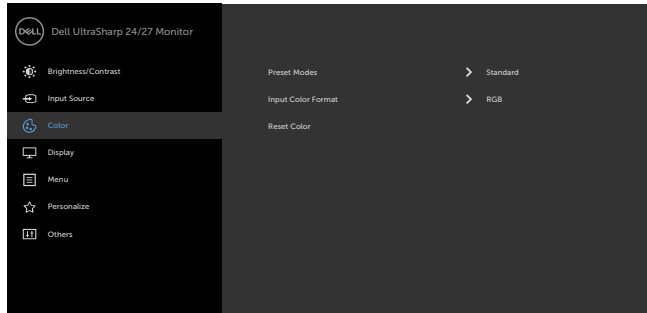 DELL
Dell UltraSharp 24/27 Monitor
Brightness/Contrast
Input Source
Color
Display
Menu
Personalize
Others
Preset Modes Standard
Input Color Format RGB
Reset Color